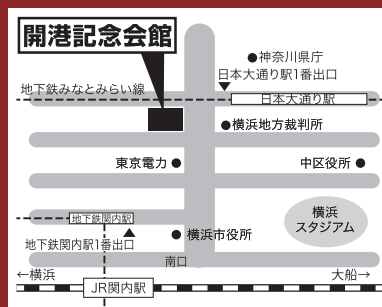 開港記念会館
●神奈川県庁
日本大通り駅1番出口
地下鉄みなとみらい線
日本大通り駅
●横浜地方裁判所
東京電力●
中区役所●
横浜
スタジアム
地下鉄関内駅
地下鉄関内駅1番出口
●横浜市役所
南口
←横浜
大船→
JR関内駅